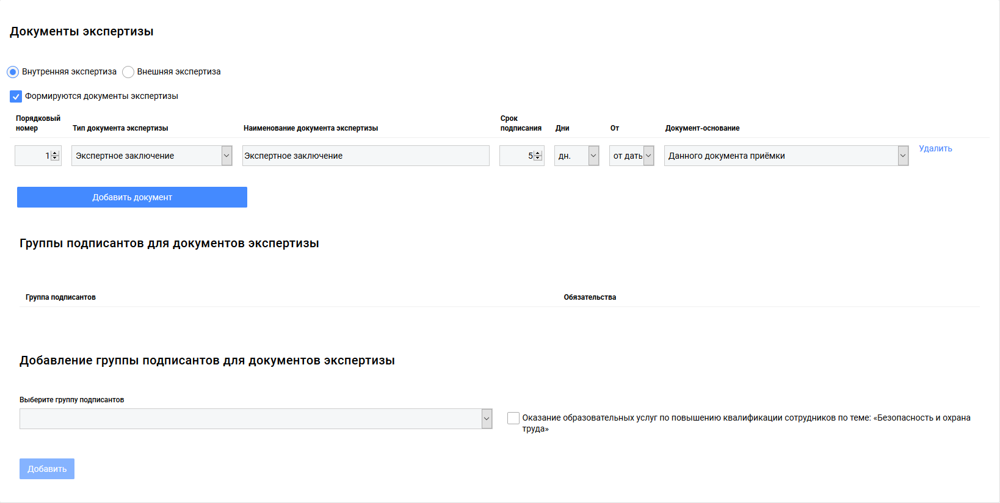 Документы экспертизы
Внутренняя экспертиза Внешняя экспертиза
Формируются документы экспертизы
Порядковый номер Тип документа экспертизы Наименование документа экспертизы Срок подписания Дни От Документ-основание
1 Экспертное заключение Экспертное заключение 5 дн. от дать Данного документа приёмки Удалить
Добавить документ
Группы подписантов для документов экспертизы
Группа подписантов Обязательства
Добавление группы подписантов для документов экспертизы
Выберите группу подписантов
Оказание образовательных услуг по повышению квалификации сотрудников по теме: «Безопасность и охрана
труда»
Добавить